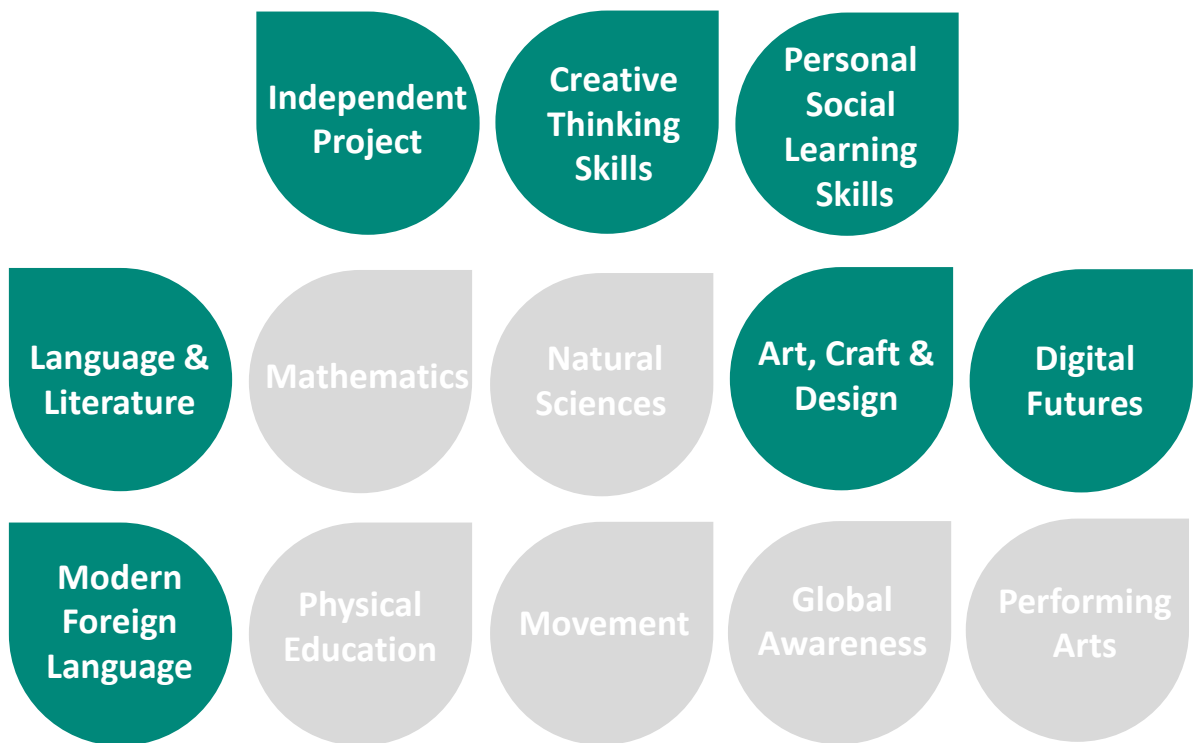 Independent
Project
Creative
Thinking
Skills
Personal
Social
Learning
Skills
Language &
Literature
Mathematics
Natural
Sciences
Art, Craft &
Design
Digital
Futures
Modern
Foreign
Language
Physical
Education
Movement
Global
Awareness
Performing
Arts